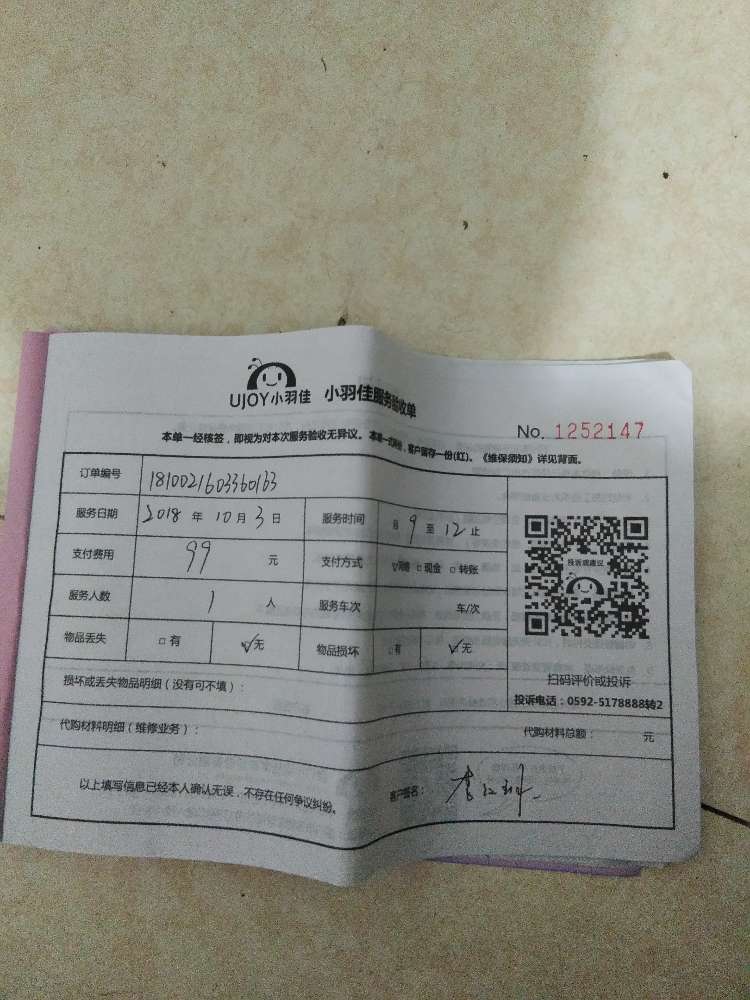 UJOY小羽佳 小羽佳服务验收单
No. 1252147
本单一经核签，即视为对本次服务验收无异议。本单一式两份，客户留存一份(红)。《维保须知》详见背面。
订单编号 1810021603360163
服务日期 2018 年 10 月 3 日 服务时间 自 9 至 12 止
支付费用 99 元 支付方式 ☑网络 □现金 □转账
服务人数 1 人 服务车次 车/次
物品丢失 □有 ☑无 物品损坏 □有 ☑无
投诉或建议
扫码评价或投诉
投诉电话：0592-5178888转2
损坏或丢失物品明细（没有可不填）：
代购材料明细（维修业务）： 代购材料总额： 元
以上填写信息已经本人确认无误，不存在任何争议纠纷。 客户签名：